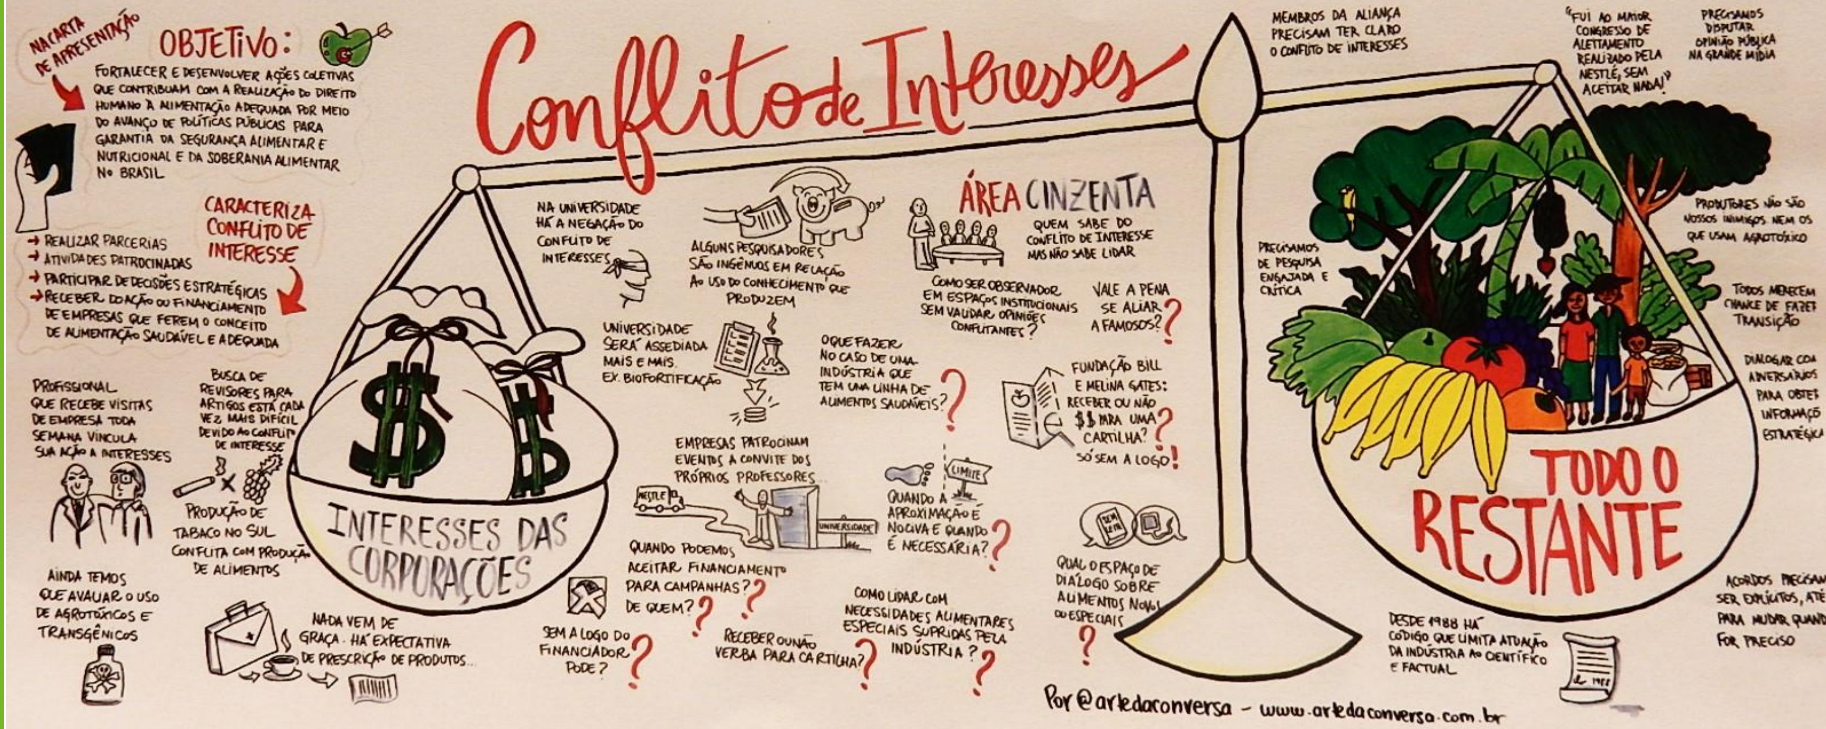 NA CARTA
DE APRESENTAÇÃO
OBJETIVO:
FORTALECER E DESENVOLVER AÇÕES COLETIVAS
QUE CONTRIBUAM COM A REALIZAÇÃO DO DIREITO
HUMANO À ALIMENTAÇÃO ADEQUADA POR MEIO
DO AVANÇO DE POLÍTICAS PÚBLICAS PARA
GARANTIA DA SEGURANÇA ALIMENTAR E
NUTRICIONAL E DA SOBERANIA ALIMENTAR
NO BRASIL
CARACTERIZA
CONFLITO DE
INTERESSE
→ REALIZAR PARCERIAS
→ ATIVIDADES PATROCINADAS
→ PARTICIPAR DE DECISÕES ESTRATÉGICAS
→ RECEBER DOAÇÃO OU FINANCIAMENTO
DE EMPRESAS QUE FEREM O CONCEITO
DE ALIMENTAÇÃO SAUDÁVEL E ADEQUADA
PROFISSIONAL
QUE RECEBE VISITAS
DE EMPRESA TODA
SEMANA VINCULA
SUA AÇÃO A INTERESSES
BUSCA DE
REVISORES PARA
ARTIGOS ESTÁ CADA
VEZ MAIS DIFÍCIL
DEVIDO AO CONFLITO
DE INTERESSE
PRODUÇÃO DE
TABACO NO SUL
CONFLITA COM PRODUÇÃO
DE ALIMENTOS
AINDA TEMOS
QUE AVALIAR O USO
DE AGROTÓXICOS E
TRANSGÊNICOS
NADA VEM DE
GRAÇA. HÁ EXPECTATIVA
DE PRESCRIÇÃO DE PRODUTOS...
Conflito de Interesses
$ $
INTERESSES DAS
CORPORAÇÕES
NA UNIVERSIDADE
HÁ A NEGAÇÃO DO
CONFLITO DE
INTERESSES
ALGUNS PESQUISADORES
SÃO INGÊNUOS EM RELAÇÃO
AO USO DO CONHECIMENTO QUE
PRODUZEM
UNIVERSIDADE
SERÁ ASSEDIADA
MAIS E MAIS.
EX. BIOFORTIFICAÇÃO
EMPRESAS PATROCINAM
EVENTOS A CONVITE DOS
PRÓPRIOS PROFESSORES...
NESTLÉ
UNIVERSIDADE
ÁREA CINZENTA
QUEM SABE DO
CONFLITO DE INTERESSE
MAS NÃO SABE LIDAR
COMO SER OBSERVADOR
EM ESPAÇOS INSTITUCIONAIS
SEM VALIDAR OPINIÕES
CONFLITANTES?
VALE A PENA
SE ALIAR
A FAMOSOS?
O QUE FAZER
NO CASO DE UMA
INDÚSTRIA QUE
TEM UMA LINHA DE
ALIMENTOS SAUDÁVEIS?
FUNDAÇÃO BILL
E MELINA GATES:
RECEBER OU NÃO
$$ PARA UMA
CARTILHA?
SÓ SEM A LOGO!
LIMITE
QUANDO A
APROXIMAÇÃO É
NOCIVA E QUANDO
É NECESSÁRIA?
QUANDO PODEMOS
ACEITAR FINANCIAMENTO
PARA CAMPANHAS?
DE QUEM?
SEM A LOGO DO
FINANCIADOR
PODE?
RECEBER OU NÃO
VERBA PARA CARTILHA?
COMO LIDAR COM
NECESSIDADES ALIMENTARES
ESPECIAIS SUPRIDAS PELA
INDÚSTRIA?
QUAL O ESPAÇO DE
DIÁLOGO SOBRE
ALIMENTOS NOVOS
OU ESPECIAIS
?
MEMBROS DA ALIANÇA
PRECISAM TER CLARO
O CONFLITO DE INTERESSES
"FUI AO MAIOR
CONGRESSO DE
ALEITAMENTO
REALIZADO PELA
NESTLÉ, SEM
ACEITAR NADA!"
PRECISAMOS
DISPUTAR
OPINIÃO PÚBLICA
NA GRANDE MÍDIA
PRECISAMOS
DE PESQUISA
ENGAJADA E
CRÍTICA
PRODUTORES NÃO SÃO
NOSSOS INIMIGOS NEM OS
QUE USAM AGROTÓXICO
TODOS MERECEM
CHANCE DE FAZER
TRANSIÇÃO
DIALOGAR COM
ADVERSÁRIOS
PARA OBTER
INFORMAÇÕ
ESTRATÉGICA
TODO O
RESTANTE
ACORDOS PRECISAM
SER EXPLÍCITOS, ATÉ
PARA MUDAR QUAND
FOR PRECISO
DESDE 1988 HÁ
CÓDIGO QUE LIMITA ATUAÇÃO
DA INDÚSTRIA AO CIENTÍFICO
E FACTUAL
1988
Por @artedaconversa - www.artedaconversa.com.br